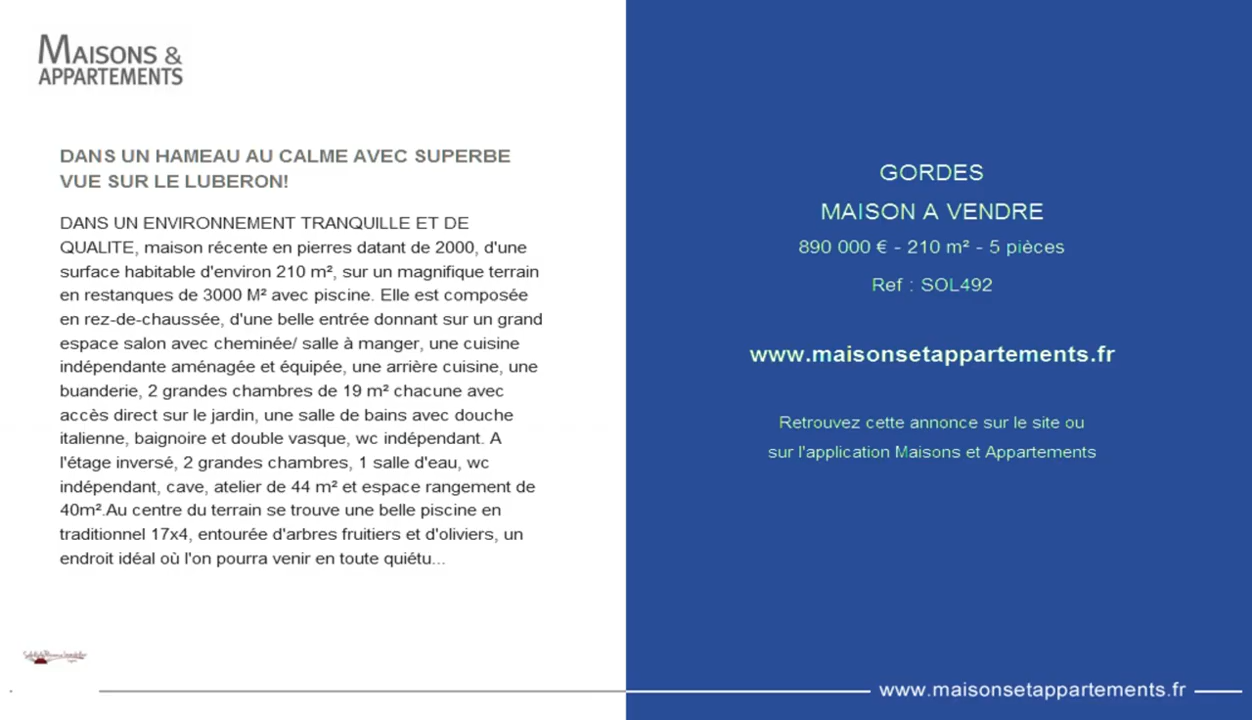 MAISONS &
APPARTEMENTS
DANS UN HAMEAU AU CALME AVEC SUPERBE
VUE SUR LE LUBERON!
DANS UN ENVIRONNEMENT TRANQUILLE ET DE
QUALITE, maison récente en pierres datant de 2000, d'une
surface habitable d'environ 210 m², sur un magnifique terrain
en restanques de 3000 M² avec piscine. Elle est composée
en rez-de-chaussée, d'une belle entrée donnant sur un grand
espace salon avec cheminée/ salle à manger, une cuisine
indépendante aménagée et équipée, une arrière cuisine, une
buanderie, 2 grandes chambres de 19 m² chacune avec
accès direct sur le jardin, une salle de bains avec douche
italienne, baignoire et double vasque, wc indépendant. A
l'étage inversé, 2 grandes chambres, 1 salle d'eau, wc
indépendant, cave, atelier de 44 m² et espace rangement de
40m².Au centre du terrain se trouve une belle piscine en
traditionnel 17x4, entourée d'arbres fruitiers et d'oliviers, un
endroit idéal où l'on pourra venir en toute quiétu...
GORDES
MAISON A VENDRE
890 000 € - 210 m² - 5 pièces
Ref : SOL492
www.maisonsetappartements.fr
Retrouvez cette annonce sur le site ou
sur l'application Maisons et Appartements
www.maisonsetappartements.fr